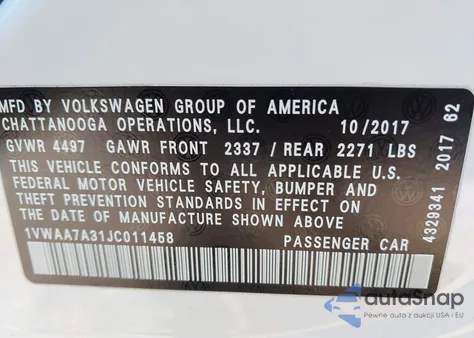 MFD BY VOLKSWAGEN GROUP OF AMERICA
CHATTANOOGA OPERATIONS, LLC. 10/2017
GVWR 4497 GAWR FRONT 2337 / REAR 2271 LBS
THIS VEHICLE CONFORMS TO ALL APPLICABLE U.S.
FEDERAL MOTOR VEHICLE SAFETY, BUMPER AND
THEFT PREVENTION STANDARDS IN EFFECT ON
THE DATE OF MANUFACTURE SHOWN ABOVE.
1VWAA7A31JC011458 PASSENGER CAR
4329341 2017 62
autoSnap
Pewne auta z aukcji USA - EU